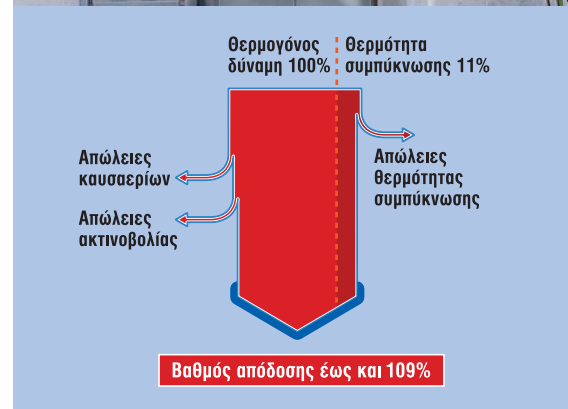 Θερμογόνος
δύναμη 100%
Θερμότητα
συμπύκνωσης 11%
Απώλειες
καυσαερίων
Απώλειες
ακτινοβολίας
Απώλειες
θερμότητας
συμπύκνωσης
Βαθμός απόδοσης έως και 109%